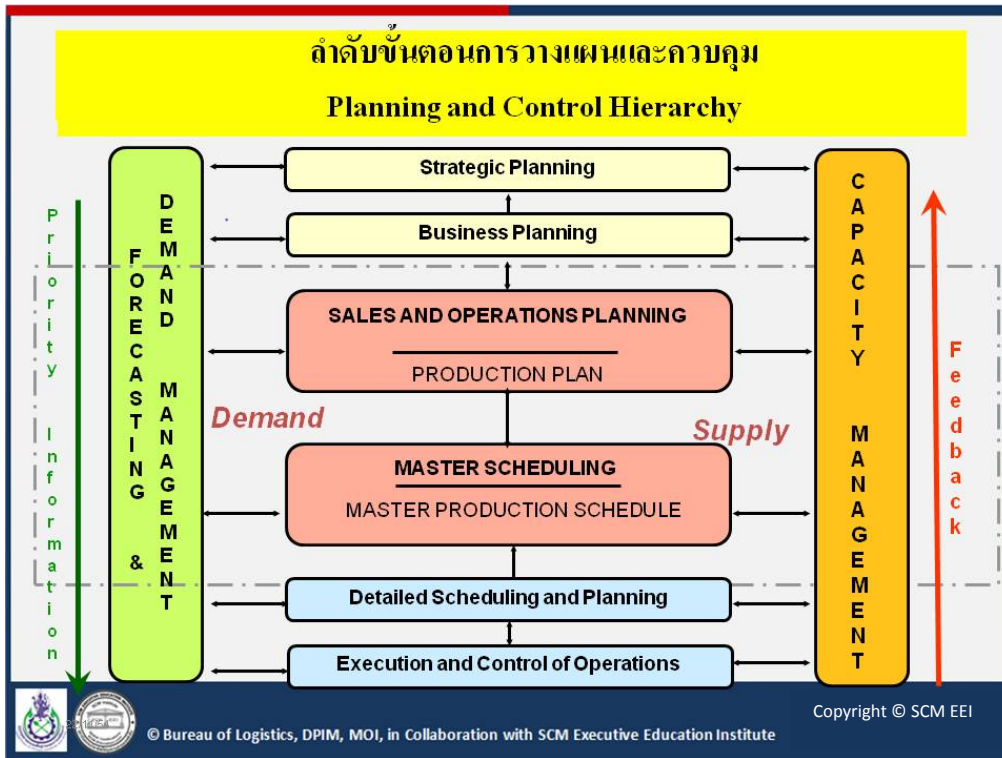 ลำดับขั้นตอนการวางแผนและควบคุม
Planning and Control Hierarchy
Priority Information
FORECASTING &
DEMAND MANAGEMENT
Strategic Planning
Business Planning
SALES AND OPERATIONS PLANNING
PRODUCTION PLAN
Demand
Supply
MASTER SCHEDULING
MASTER PRODUCTION SCHEDULE
Detailed Scheduling and Planning
Execution and Control of Operations
CAPACITY MANAGEMENT
Feedback
Copyright © SCM EEI
© Bureau of Logistics, DPIM, MOI, in Collaboration with SCM Executive Education Institute